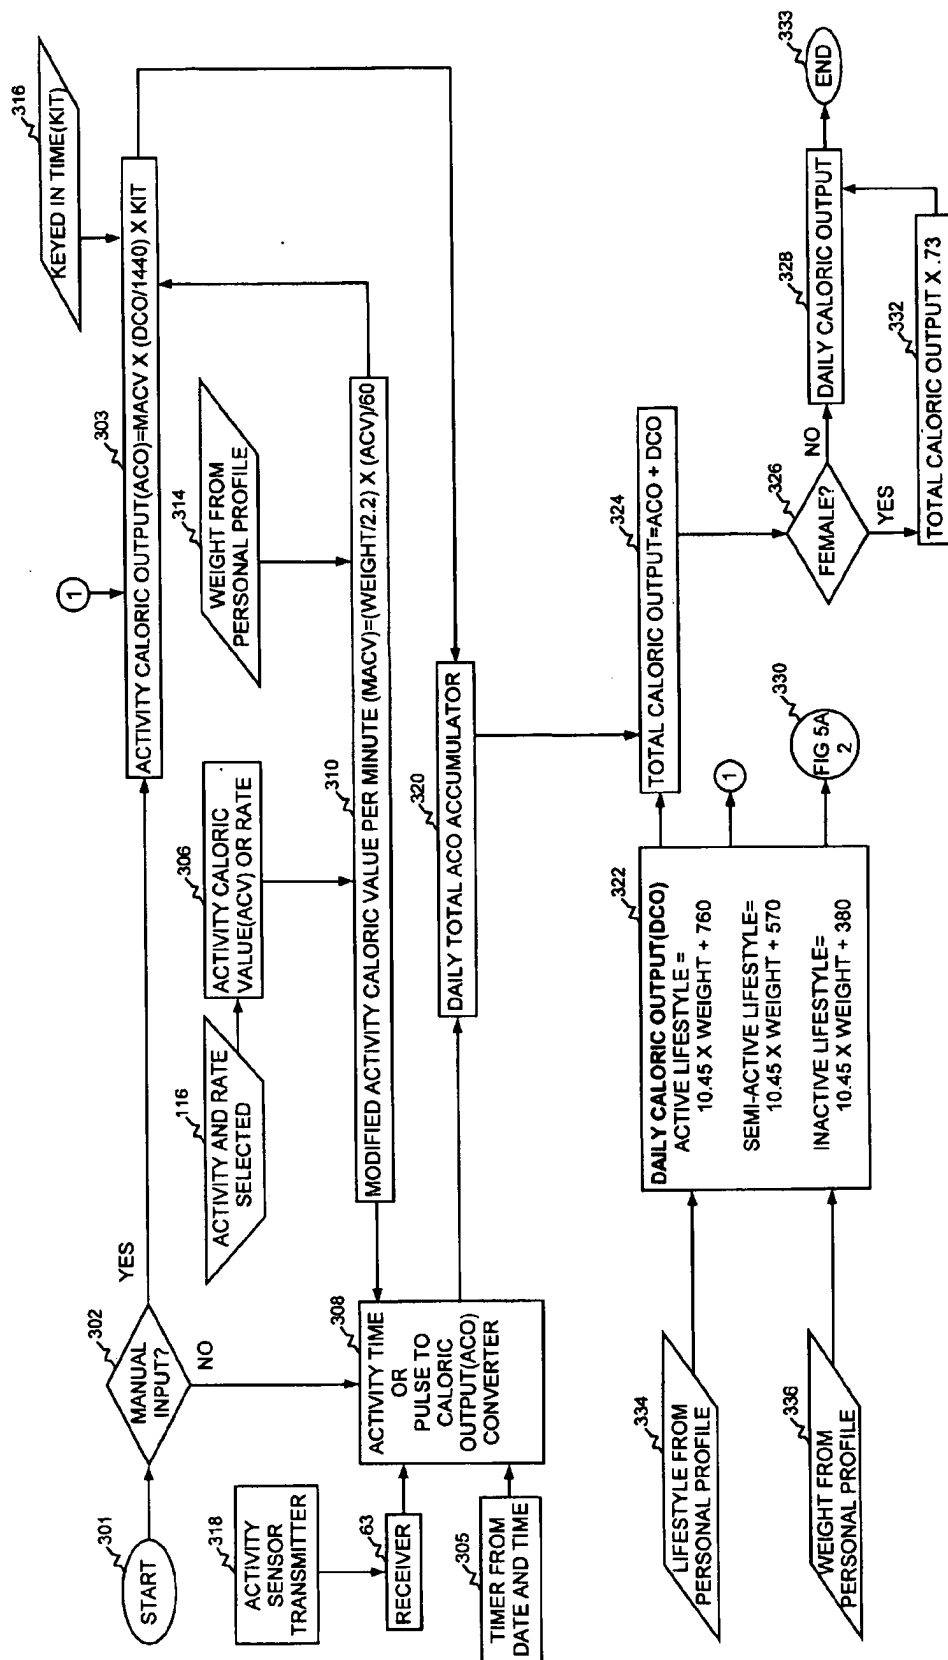 301
START
302
MANUAL
INPUT?
YES
NO
1
303
ACTIVITY CALORIC OUTPUT(ACO)=MACV X (DCO/1440) X KIT
316
KEYED IN TIME(KIT)
116
ACTIVITY AND RATE
SELECTED
306
ACTIVITY CALORIC
VALUE(ACV) OR RATE
314
WEIGHT FROM
PERSONAL PROFILE
310
MODIFIED ACTIVITY CALORIC VALUE PER MINUTE (MACV)=(WEIGHT/2.2) X (ACV)/60
318
ACTIVITY
SENSOR
TRANSMITTER
63
RECEIVER
305
TIMER FROM
DATE AND TIME
308
ACTIVITY TIME
OR
PULSE TO
CALORIC
OUTPUT(ACO)
CONVERTER
320
DAILY TOTAL ACO ACCUMULATOR
334
LIFESTYLE FROM
PERSONAL PROFILE
336
WEIGHT FROM
PERSONAL PROFILE
322
DAILY CALORIC OUTPUT(DCO)
ACTIVE LIFESTYLE =
10.45 X WEIGHT + 760
SEMI-ACTIVE LIFESTYLE=
10.45 X WEIGHT + 570
INACTIVE LIFESTYLE=
10.45 X WEIGHT + 380
324
TOTAL CALORIC OUTPUT=ACO + DCO
1
330
FIG 5A
2
326
FEMALE?
NO
YES
328
DAILY CALORIC OUTPUT
332
TOTAL CALORIC OUTPUT X .73
333
END